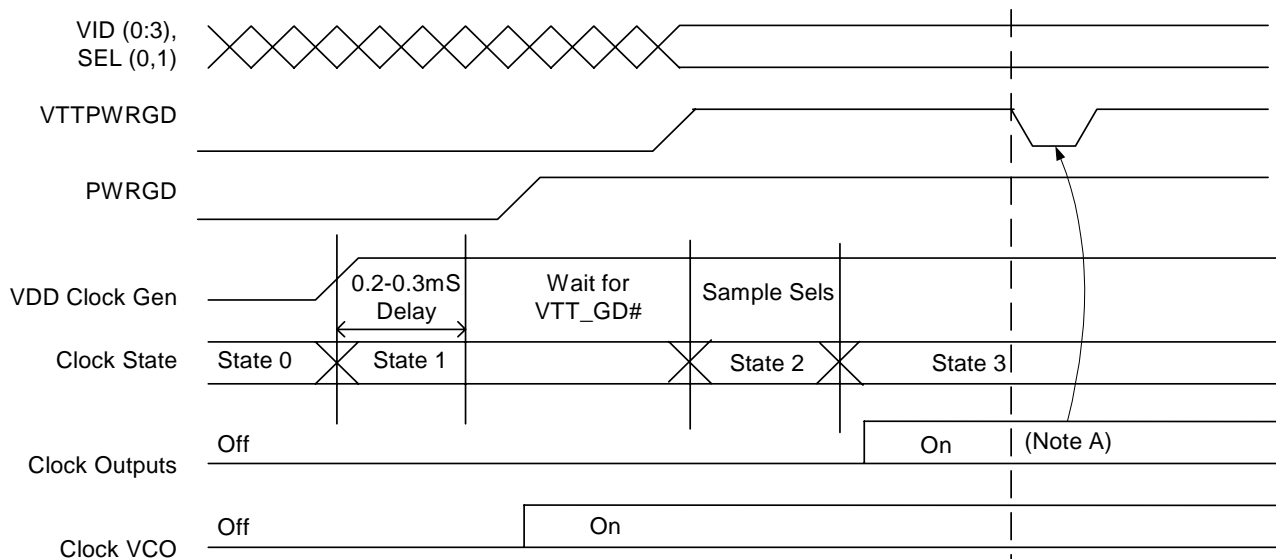 VID (0:3),
SEL (0,1)
VTTPWRGD
PWRGD
VDD Clock Gen
0.2-0.3mS
Delay
Wait for
VTT_GD#
Sample Sels
Clock State
State 0
State 1
State 2
State 3
Clock Outputs
Off
On
(Note A)
Clock VCO
Off
On